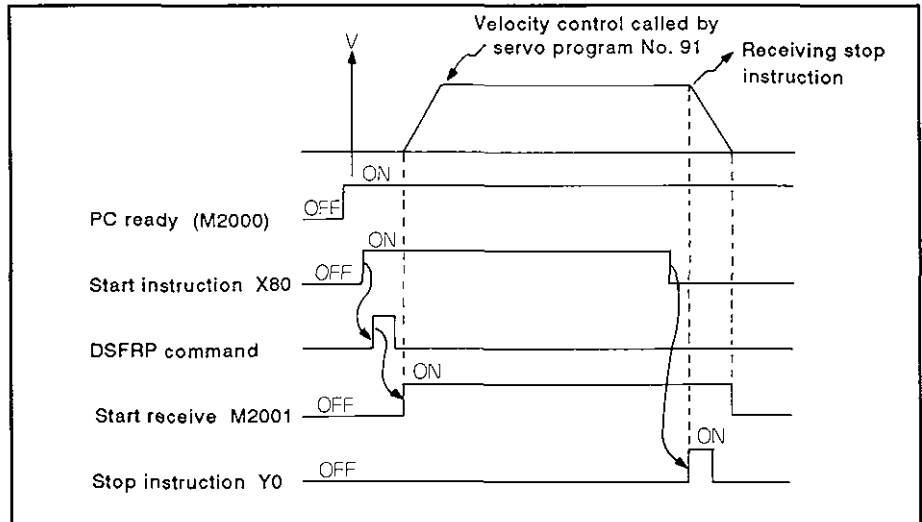 Velocity control called by
servo program No. 91
Receiving stop
instruction
V
ON
OFF
PC ready (M2000)
ON
OFF
Start instruction X80
DSFRP command
ON
OFF
Start receive M2001
ON
OFF
Stop instruction Y0